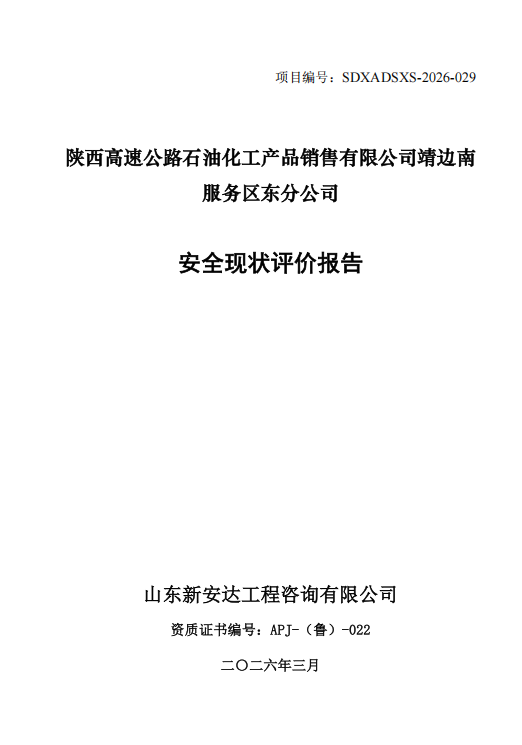 项目编号：SDXADSXS-2026-029
陕西高速公路石油化工产品销售有限公司靖边南
服务区东分公司
安全现状评价报告
山东新安达工程咨询有限公司
资质证书编号：APJ-（鲁）-022
二〇二六年三月